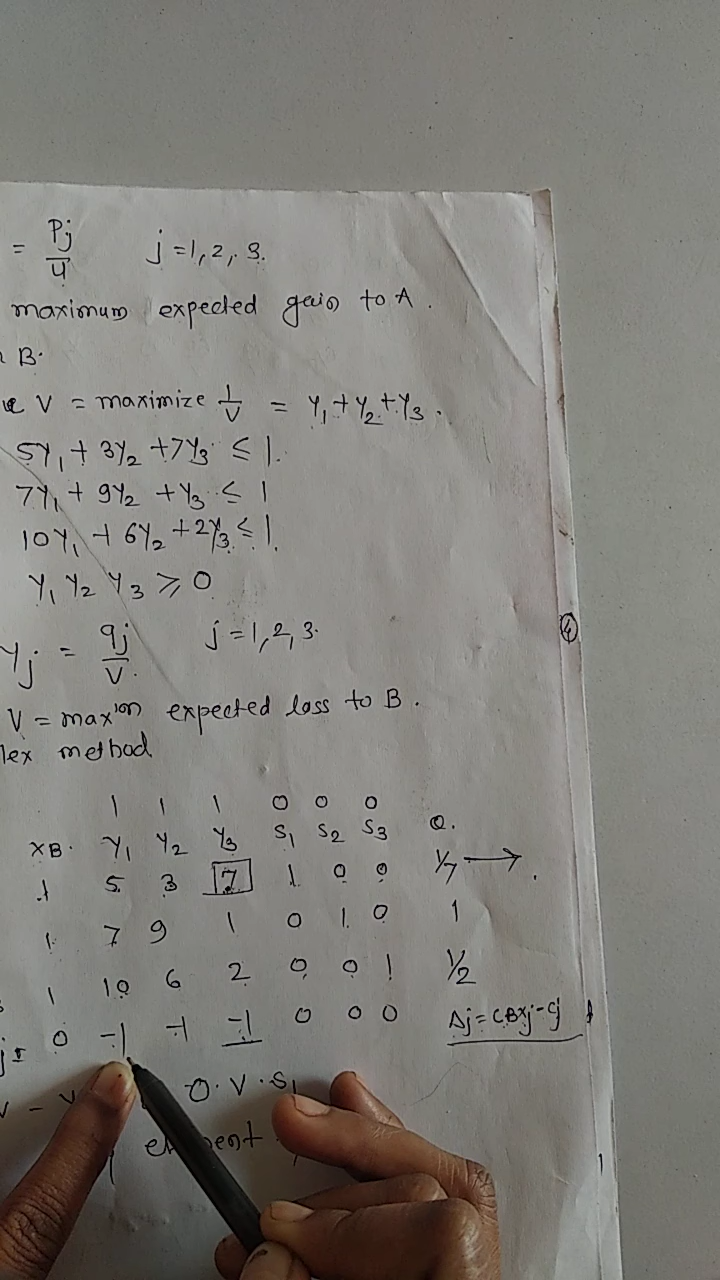 = Pj/u j = 1, 2, 3.
maximum expected gain to A.
B.
V = maximize 1/V = Y₁ + Y₂ + Y₃.
5Y₁ + 3Y₂ + 7Y₃ ≤ 1.
7Y₁ + 9Y₂ + Y₃ ≤ 1
10Y₁ + 6Y₂ + 2Y₃ ≤ 1.
Y₁ Y₂ Y₃ ≥ 0
Yj = qj/V. j = 1, 2, 3.
④
V = maxⁱᵒⁿ expected loss to B.
lex method
1 1 1 0 0 0
XB. Y₁ Y₂ Y₃ S₁ S₂ S₃ Q.
1 5 3 7 1 0 0 1/7 →
1 7 9 1 0 1 0 1
1 10 6 2 0 0 1 1/2
j = 0 -1 -1 -1 0 0 0 Δj = CBXj - Cj
O.V.S₁